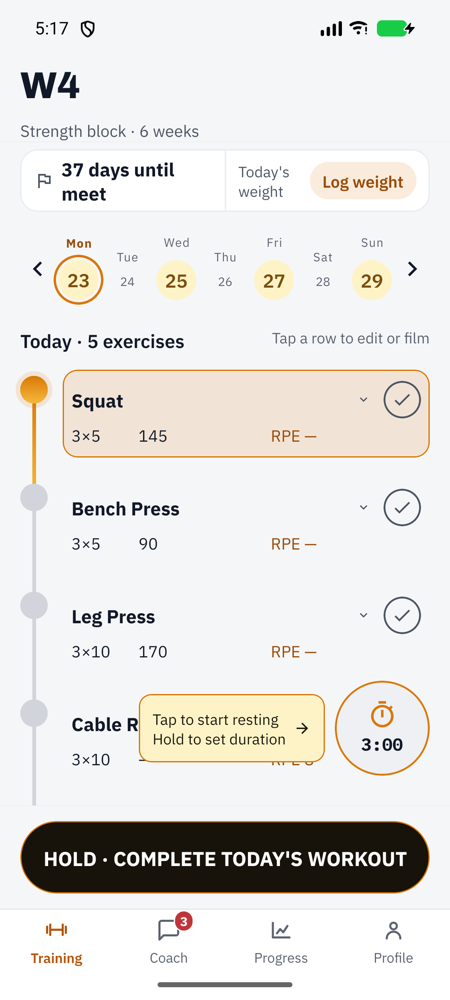 5:17
W4
Strength block · 6 weeks
37 days until
meet
Today's
weight
Log weight
Mon Tue Wed Thu Fri Sat Sun
23 24 25 26 27 28 29
Today · 5 exercises
Tap a row to edit or film
Squat
3×5 145 RPE —
Bench Press
3×5 90 RPE —
Leg Press
3×10 170 RPE —
Cable R
3×10
Tap to start resting
Hold to set duration →
3:00
HOLD · COMPLETE TODAY'S WORKOUT
3
Training Coach Progress Profile